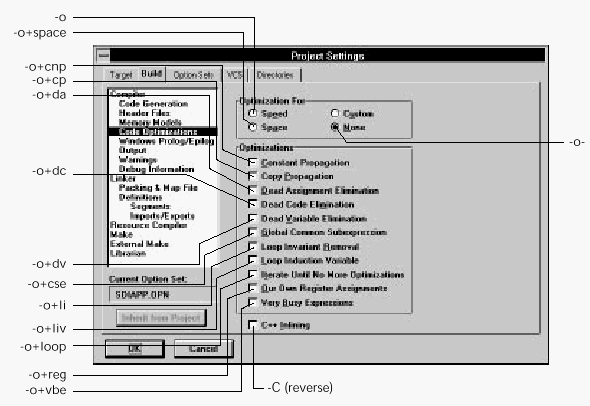 -o
-o+space
-o+cnp
-o+cp
-o+da
-o+dc
-o+dv
-o+cse
-o+li
-o+liv
-o+loop
-o+reg
-o+vbe
-o-
-C (reverse)
Project Settings
Target Build Option Sets VCS Directories
Compiler
Code Generation
Header Files
Memory Models
Code Optimizations
Windows Prolog/Epilog
Output
Warnings
Debug Information
Linker
Packing & Map File
Definitions
Segments
Imports/Exports
Resource Compiler
Make
External Make
Librarian
Current Option Set:
SDIAPP.OPN
Inherit from Project
OK
Cancel
Optimization For
Speed
Custom
Space
None
Optimizations
Constant Propagation
Copy Propagation
Dead Assignment Elimination
Dead Code Elimination
Dead Variable Elimination
Global Common Subexpression
Loop Invariant Removal
Loop Induction Variable
Iterate Until No More Optimizations
Our Own Register Assignments
Very Busy Expressions
C++ Inlining